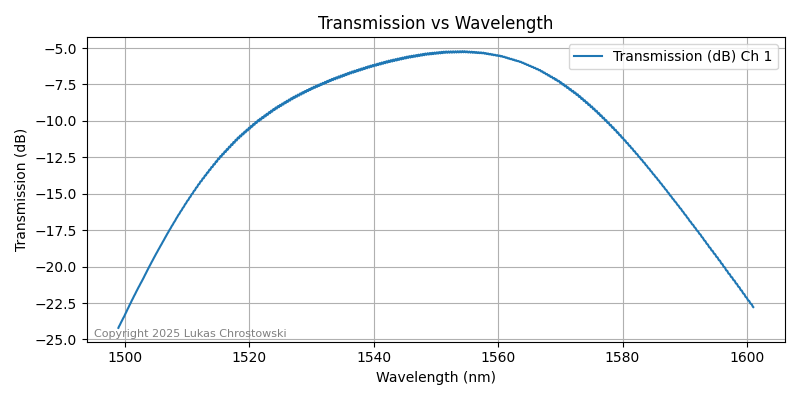 Transmission vs Wavelength
Transmission (dB) Ch 1
−5.0
−7.5
−10.0
−12.5
−15.0
−17.5
−20.0
−22.5
−25.0
Transmission (dB)
Copyright 2025 Lukas Chrostowski
1500 1520 1540 1560 1580 1600
Wavelength (nm)